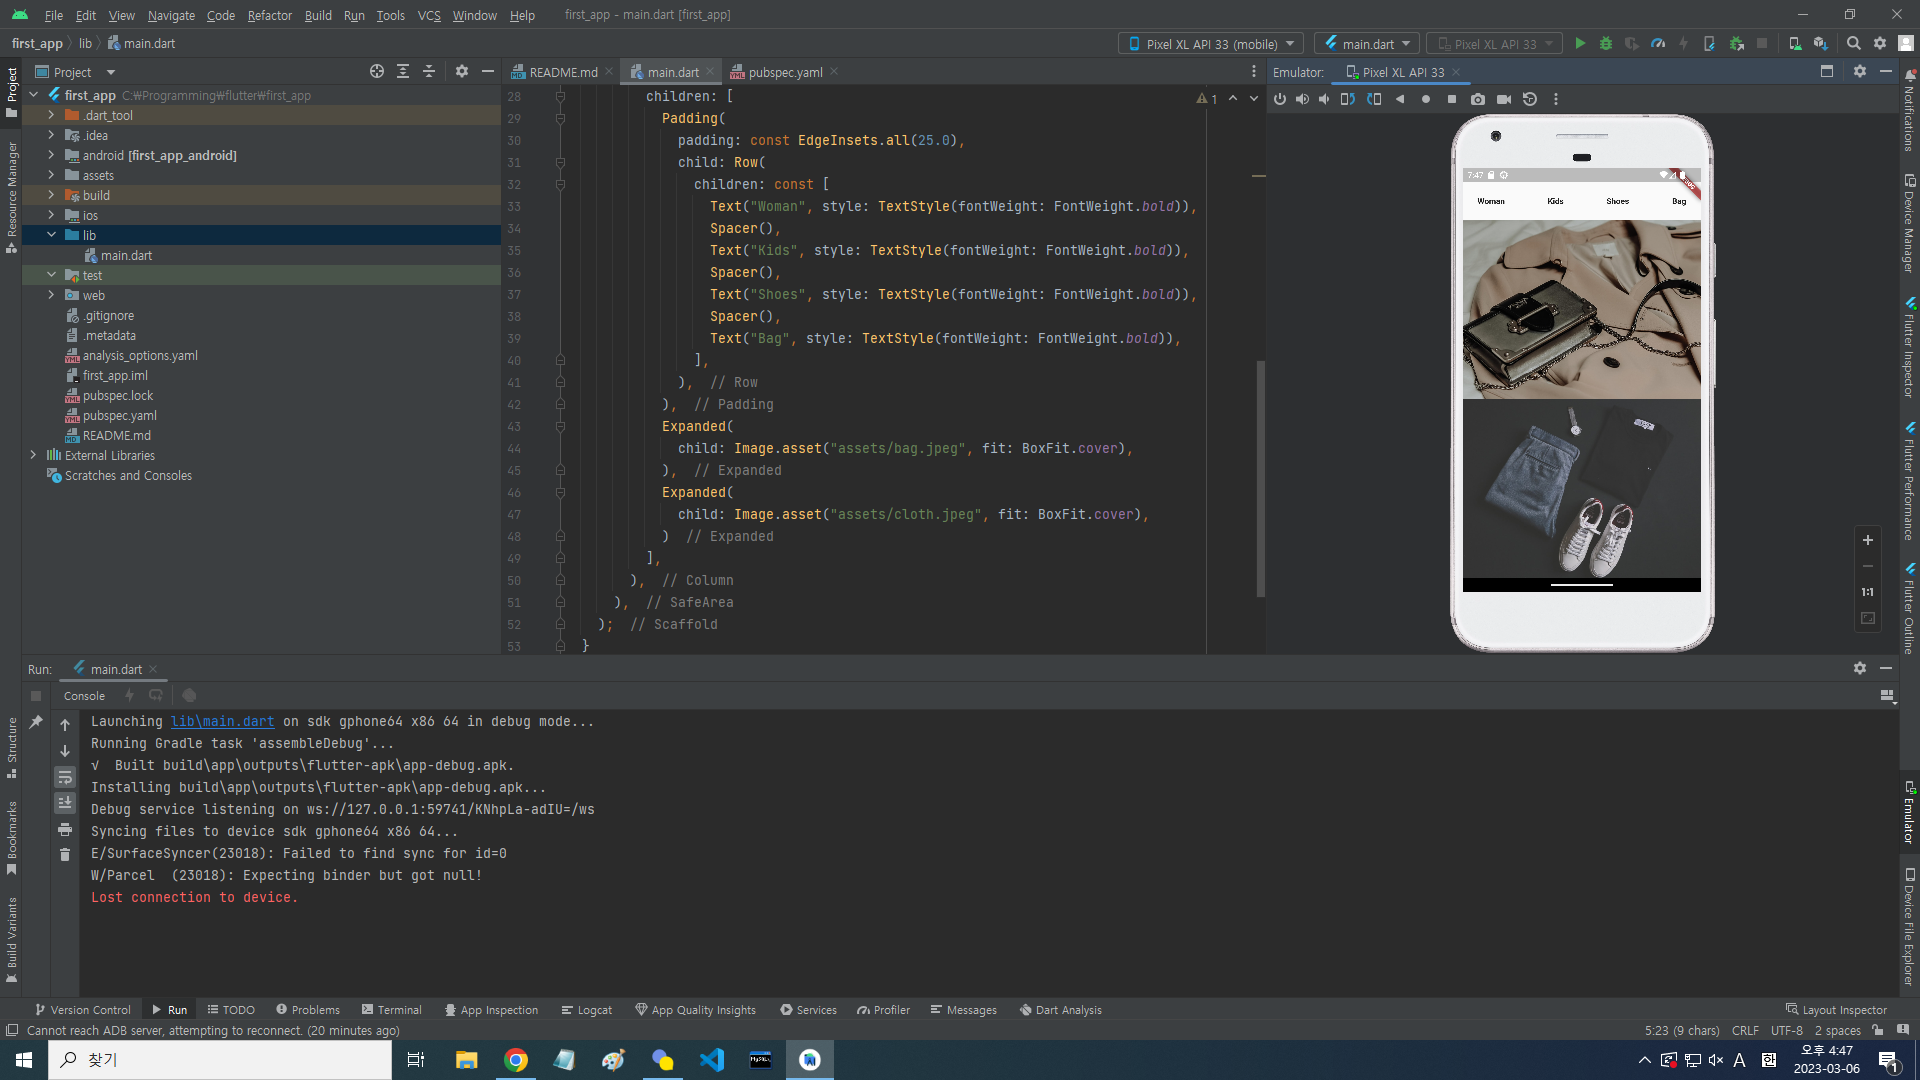 File Edit View Navigate Code Refactor Build Run Tools VCS Window Help first_app - main.dart [first_app]
first_app lib main.dart
Pixel XL API 33 (mobile) main.dart Pixel XL API 33
Project
README.md main.dart pubspec.yaml
Emulator: Pixel XL API 33
first_app C:₩Programming₩flutter₩first_app
.dart_tool
.idea
android [first_app_android]
assets
build
ios
lib
main.dart
test
web
.gitignore
.metadata
analysis_options.yaml
first_app.iml
pubspec.lock
pubspec.yaml
README.md
External Libraries
Scratches and Consoles
28 children: [
29 Padding(
30 padding: const EdgeInsets.all(25.0),
31 child: Row(
32 children: const [
33 Text("Woman", style: TextStyle(fontWeight: FontWeight.bold)),
34 Spacer(),
35 Text("Kids", style: TextStyle(fontWeight: FontWeight.bold)),
36 Spacer(),
37 Text("Shoes", style: TextStyle(fontWeight: FontWeight.bold)),
38 Spacer(),
39 Text("Bag", style: TextStyle(fontWeight: FontWeight.bold)),
40 ],
41 ), // Row
42 ), // Padding
43 Expanded(
44 child: Image.asset("assets/bag.jpeg", fit: BoxFit.cover),
45 ), // Expanded
46 Expanded(
47 child: Image.asset("assets/cloth.jpeg", fit: BoxFit.cover),
48 ) // Expanded
49 ],
50 ), // Column
51 ), // SafeArea
52 ); // Scaffold
53 }
1
7:47
Woman Kids Shoes Bag
1:1
Project
Resource Manager
Structure
Bookmarks
Build Variants
Notifications
Device Manager
Flutter Inspector
Flutter Performance
Flutter Outline
Emulator
Device File Explorer
Run: main.dart
Console
Launching lib\main.dart on sdk gphone64 x86 64 in debug mode...
Running Gradle task 'assembleDebug'...
√ Built build\app\outputs\flutter-apk\app-debug.apk.
Installing build\app\outputs\flutter-apk\app-debug.apk...
Debug service listening on ws://127.0.0.1:59741/KNhpLa-adIU=/ws
Syncing files to device sdk gphone64 x86 64...
E/SurfaceSyncer(23018): Failed to find sync for id=0
W/Parcel (23018): Expecting binder but got null!
Lost connection to device.
Version Control Run TODO Problems Terminal App Inspection Logcat App Quality Insights Services Profiler Messages Dart Analysis Layout Inspector
Cannot reach ADB server, attempting to reconnect. (20 minutes ago) 5:23 (9 chars) CRLF UTF-8 2 spaces
찾기
A 오후 4:47
2023-03-06
1